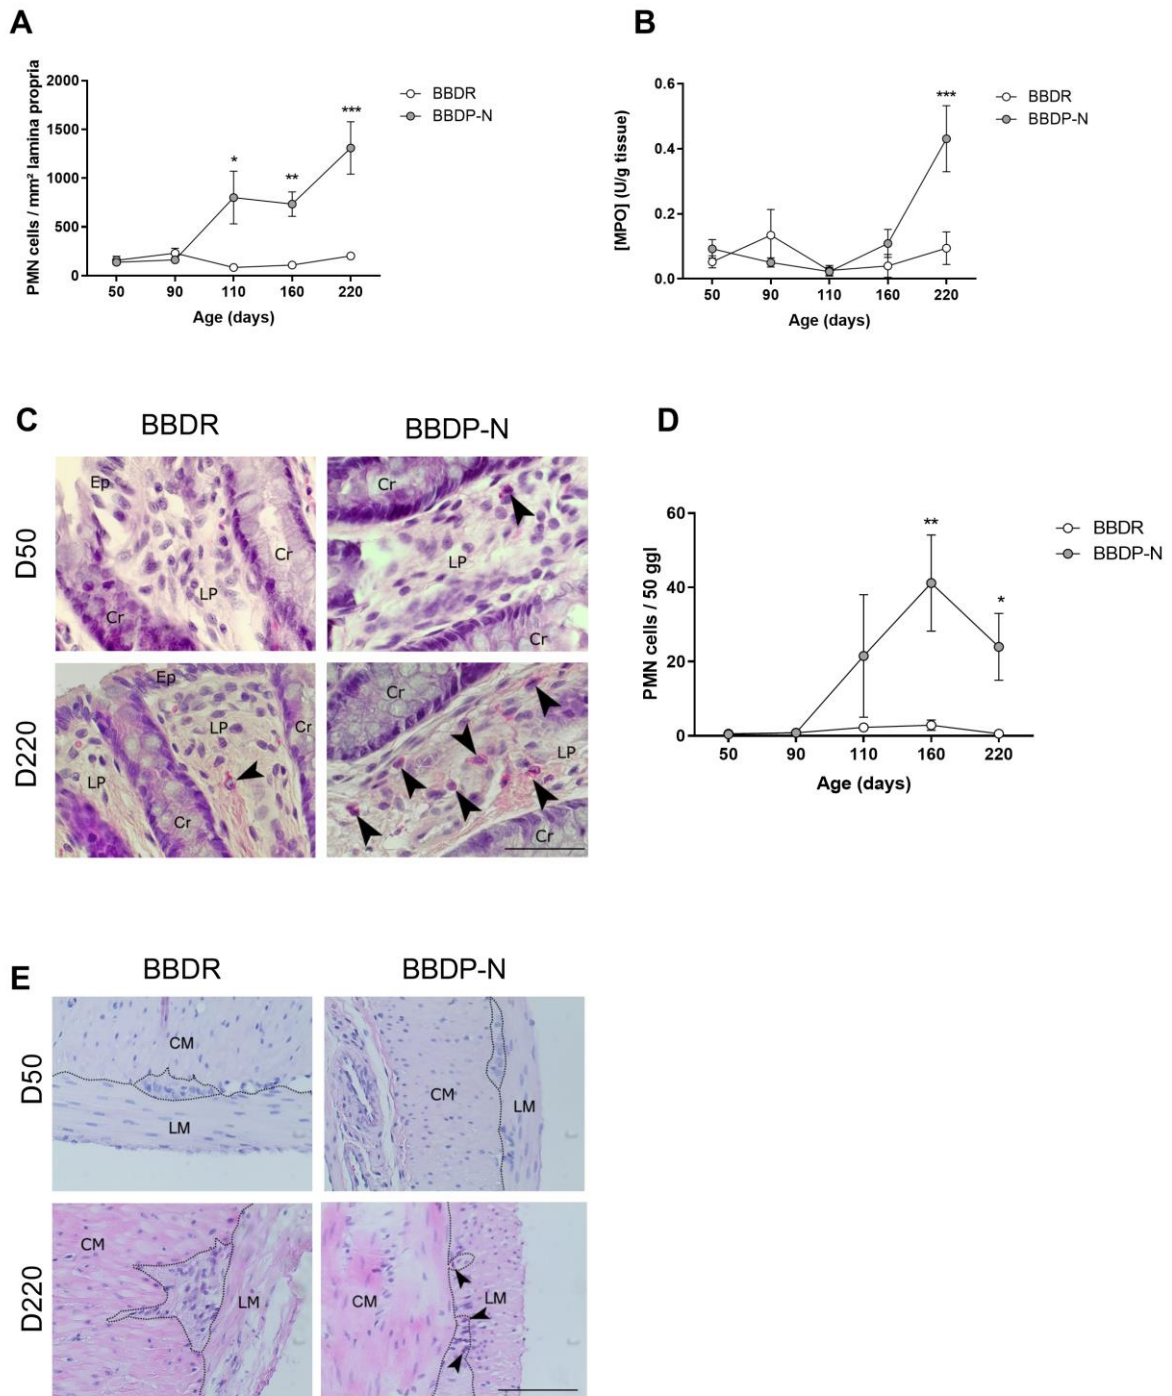 A
PMN cells / mm² lamina propria
2000
1500
1000
500
0
*
**
***
50 90 110 160 220
Age (days)
BBDR
BBDP-N
B
[MPO] (U/g tissue)
0.6
0.4
0.2
0.0
***
50 90 110 160 220
Age (days)
BBDR
BBDP-N
C
BBDR BBDP-N
D50
Ep
Cr
LP
Cr
Cr
LP
Cr
D220
Ep
LP
Cr
LP
Cr
Cr
LP
Cr
D
PMN cells / 50 ggl
60
40
20
0
**
*
50 90 110 160 220
Age (days)
BBDR
BBDP-N
E
BBDR BBDP-N
D50
CM
LM
CM
LM
D220
CM
LM
CM
LM